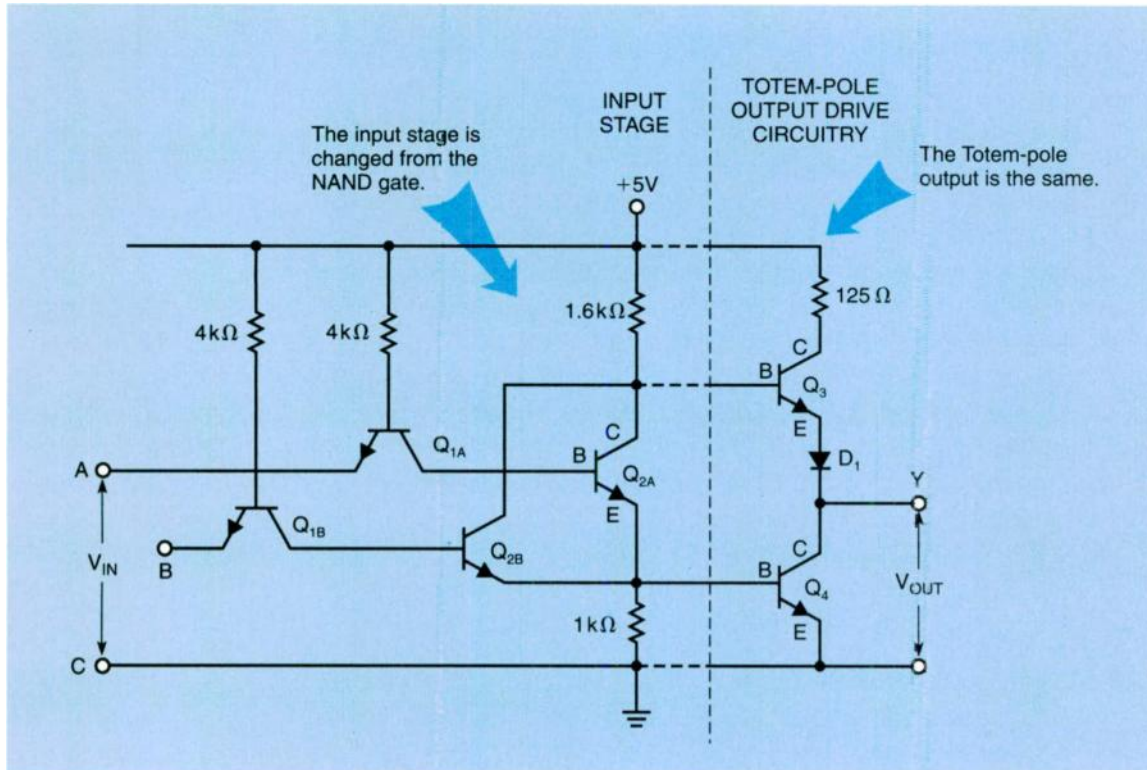 INPUT
STAGE
TOTEM-POLE
OUTPUT DRIVE
CIRCUITRY
The input stage is
changed from the
NAND gate.
The Totem-pole
output is the same.
+5V
4kΩ
4kΩ
1.6kΩ
125Ω
C
B
Q3
E
D1
Q1A
C
B
Q2A
E
A
Y
Q1B
VIN
B
Q2B
C
B
Q4
E
VOUT
1kΩ
C